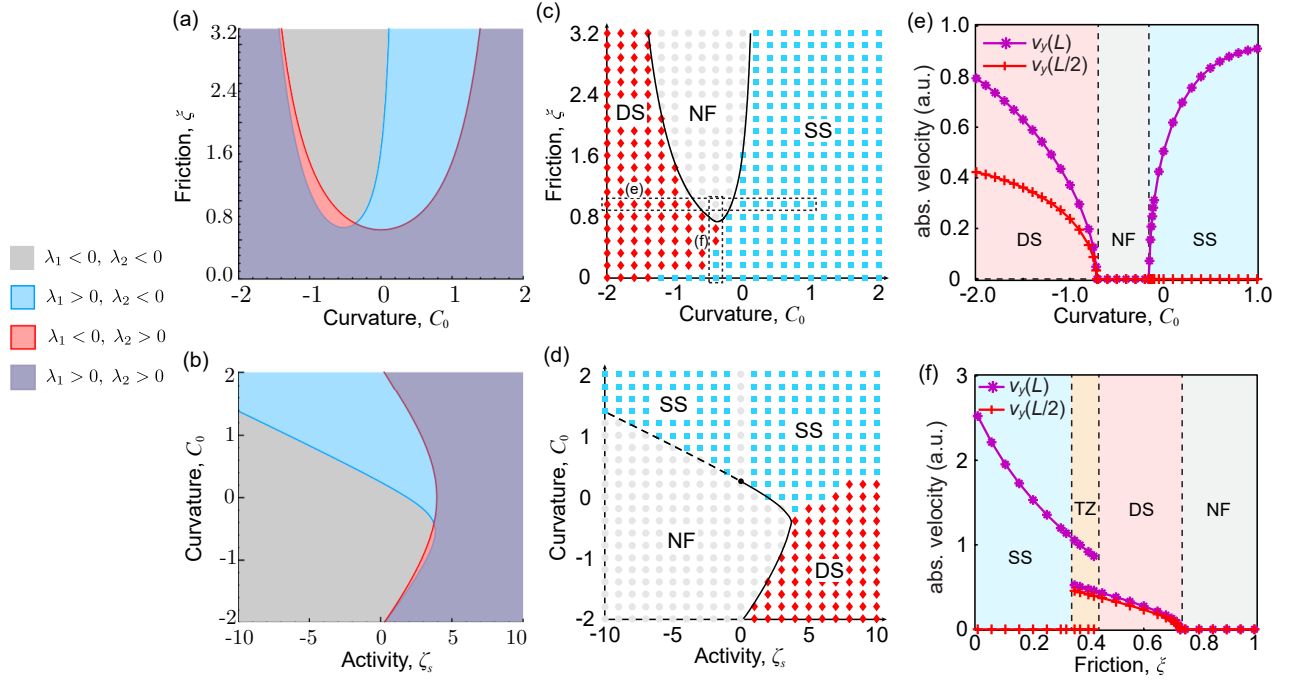 (a)
3.2
2.4
1.6
0.8
0.0
Friction, ξ
-2
-1
0
1
2
Curvature, C₀
(c)
3.2
2.4
1.6
0.8
0
Friction, ξ
DS
NF
SS
(e)
(f)
-2
-1
0
1
2
Curvature, C₀
(e)
1.0
0.8
0.6
0.4
0.2
0
abs. velocity (a.u.)
v_y(L)
v_y(L/2)
DS
NF
SS
-2.0
-1.0
0
1.0
Curvature, C₀
λ₁ < 0, λ₂ < 0
λ₁ > 0, λ₂ < 0
λ₁ < 0, λ₂ > 0
λ₁ > 0, λ₂ > 0
(b)
2
1
0
-1
-2
Curvature, C₀
-10
-5
0
5
10
Activity, ζₛ
(d)
2
1
0
-1
-2
Curvature, C₀
SS
SS
NF
DS
-10
-5
0
5
10
Activity, ζₛ
(f)
3
2
1
0
abs. velocity (a.u.)
v_y(L)
v_y(L/2)
SS
TZ
DS
NF
0
0.2
0.4
0.6
0.8
1
Friction, ξ